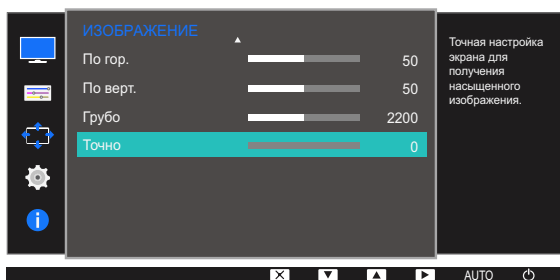 ИЗОБРАЖЕНИЕ
По гор. 50
По верт. 50
Грубо 2200
Точно 0
Точная настройка
экрана для
получения
насыщенного
изображения.
AUTO